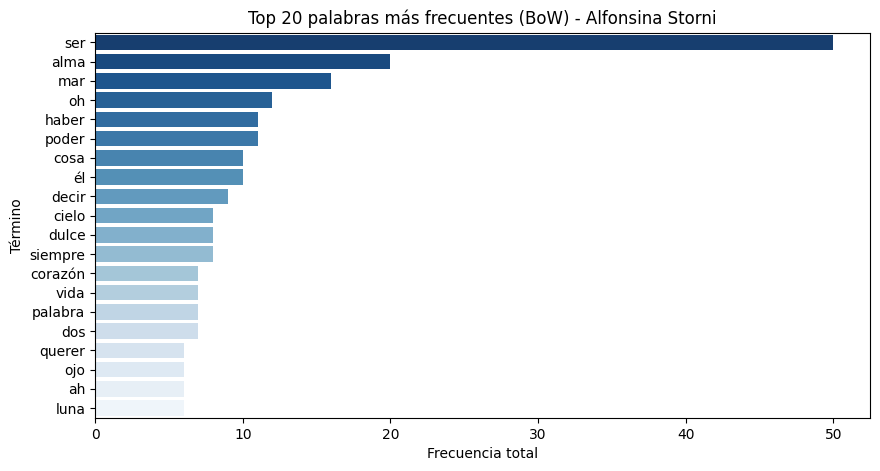 Top 20 palabras más frecuentes (BoW) - Alfonsina Storni
Término
ser
alma
mar
oh
haber
poder
cosa
él
decir
cielo
dulce
siempre
corazón
vida
palabra
dos
querer
ojo
ah
luna
0 10 20 30 40 50
Frecuencia total